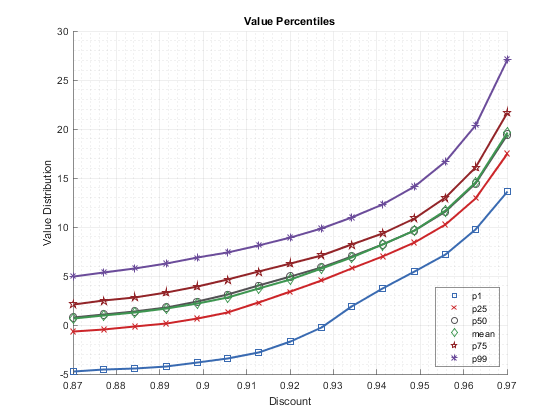 Value Percentiles
30
25
20
15
10
5
0
-5
Value Distribution
0.87
0.88
0.89
0.9
0.91
0.92
0.93
0.94
0.95
0.96
0.97
Discount
p1
p25
p50
mean
p75
p99